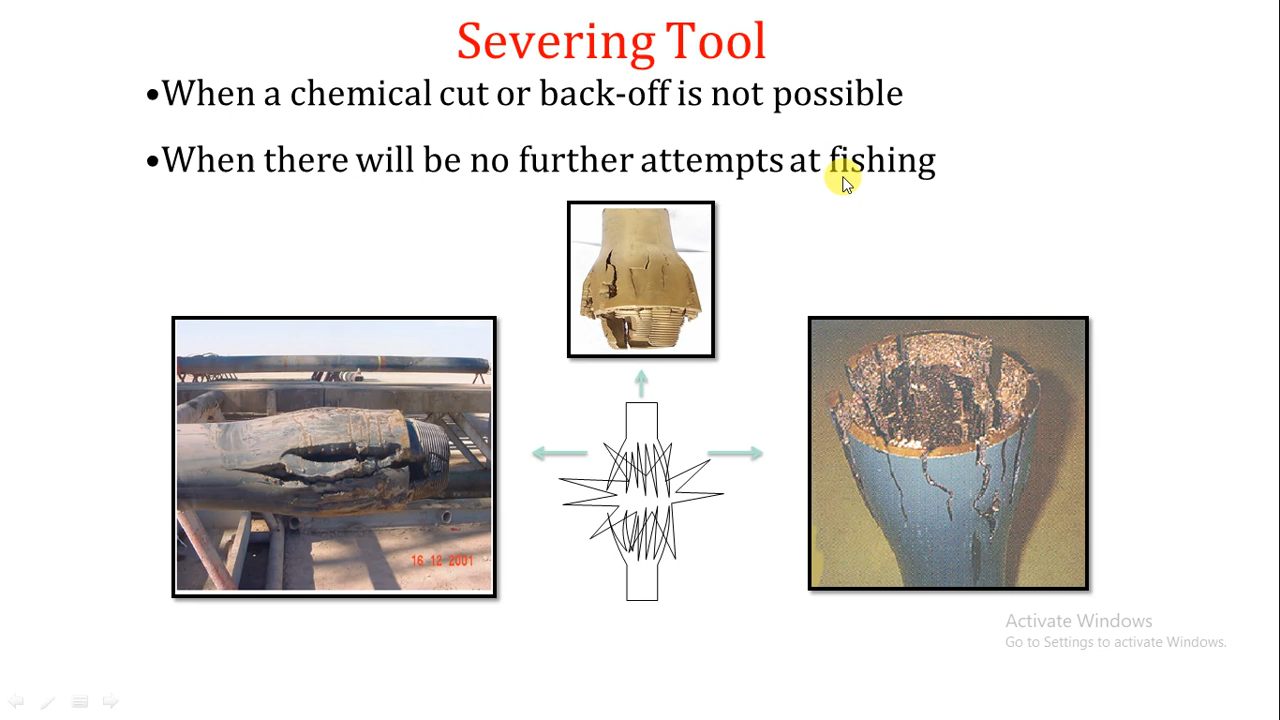 Severing Tool
•When a chemical cut or back-off is not possible
•When there will be no further attempts at fishing
16 12 2001
Activate Windows
Go to Settings to activate Windows.